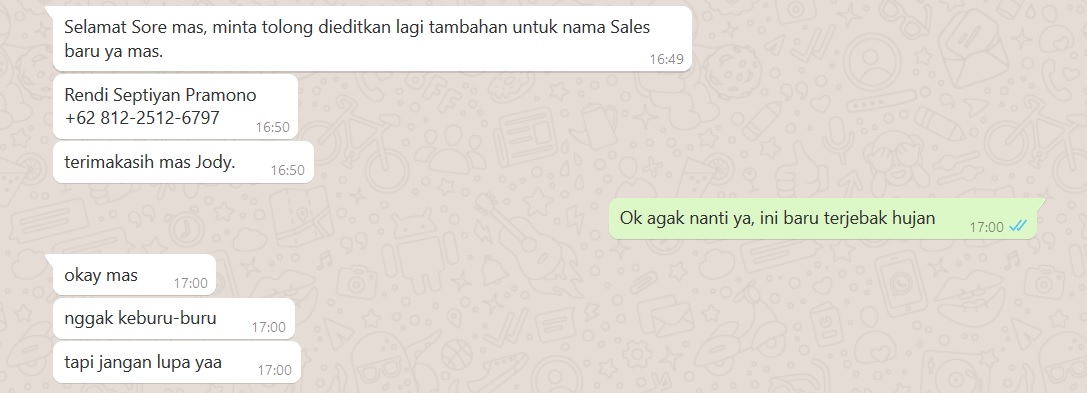 Selamat Sore mas, minta tolong dieditkan lagi tambahan untuk nama Sales
baru ya mas.
16:49
Rendi Septiyan Pramono
+62 812-2512-6797
16:50
terimakasih mas Jody.
16:50
Ok agak nanti ya, ini baru terjebak hujan
17:00
okay mas
17:00
nggak keburu-buru
17:00
tapi jangan lupa yaa
17:00